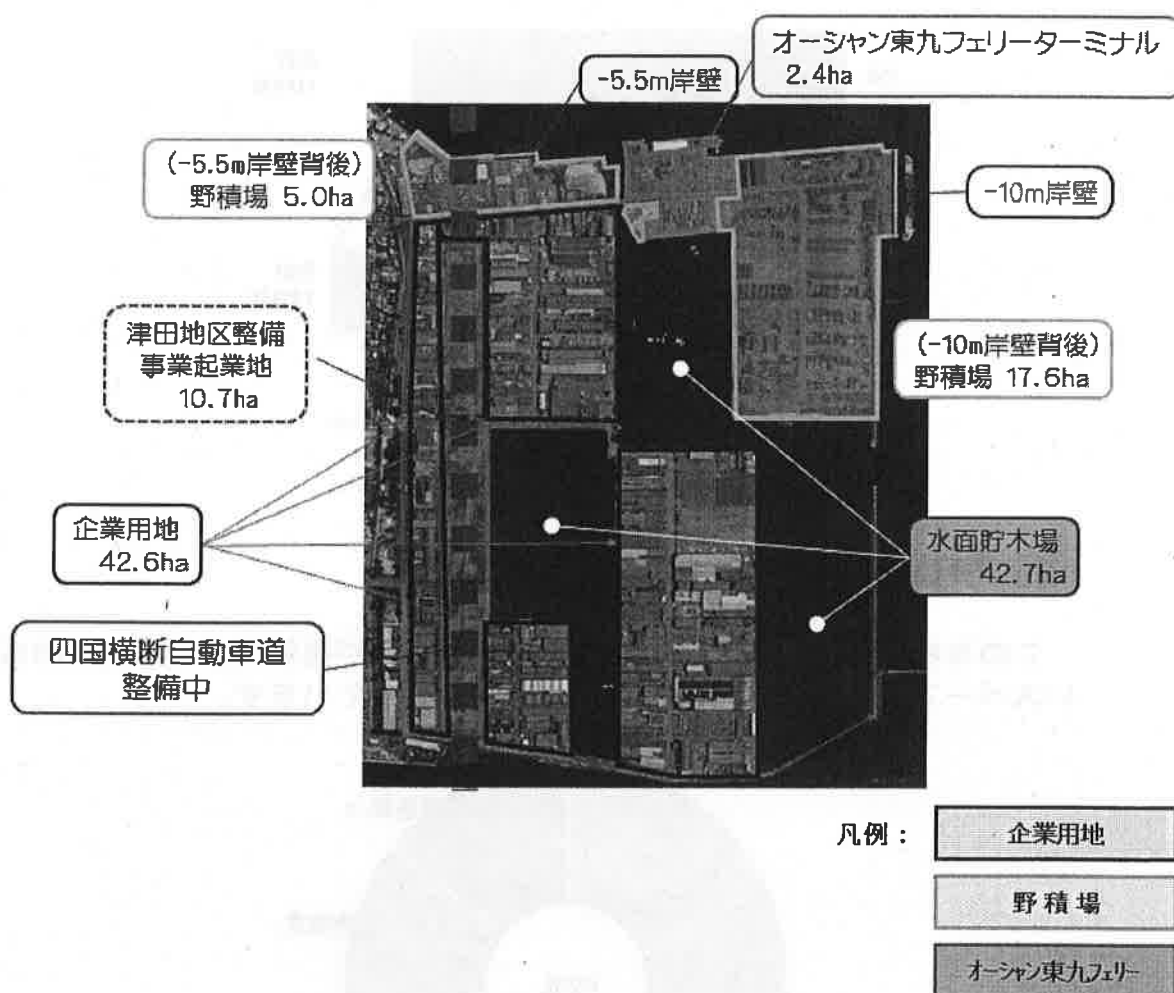 オーシャン東九フェリーターミナル
2.4ha
-5.5m岸壁
(-5.5m岸壁背後)
野積場 5.0ha
-10m岸壁
津田地区整備
事業起業地
10.7ha
(-10m岸壁背後)
野積場 17.6ha
企業用地
42.6ha
水面貯木場
42.7ha
四国横断自動車道
整備中
凡例：
企業用地
野積場
オーシャン東九フェリー